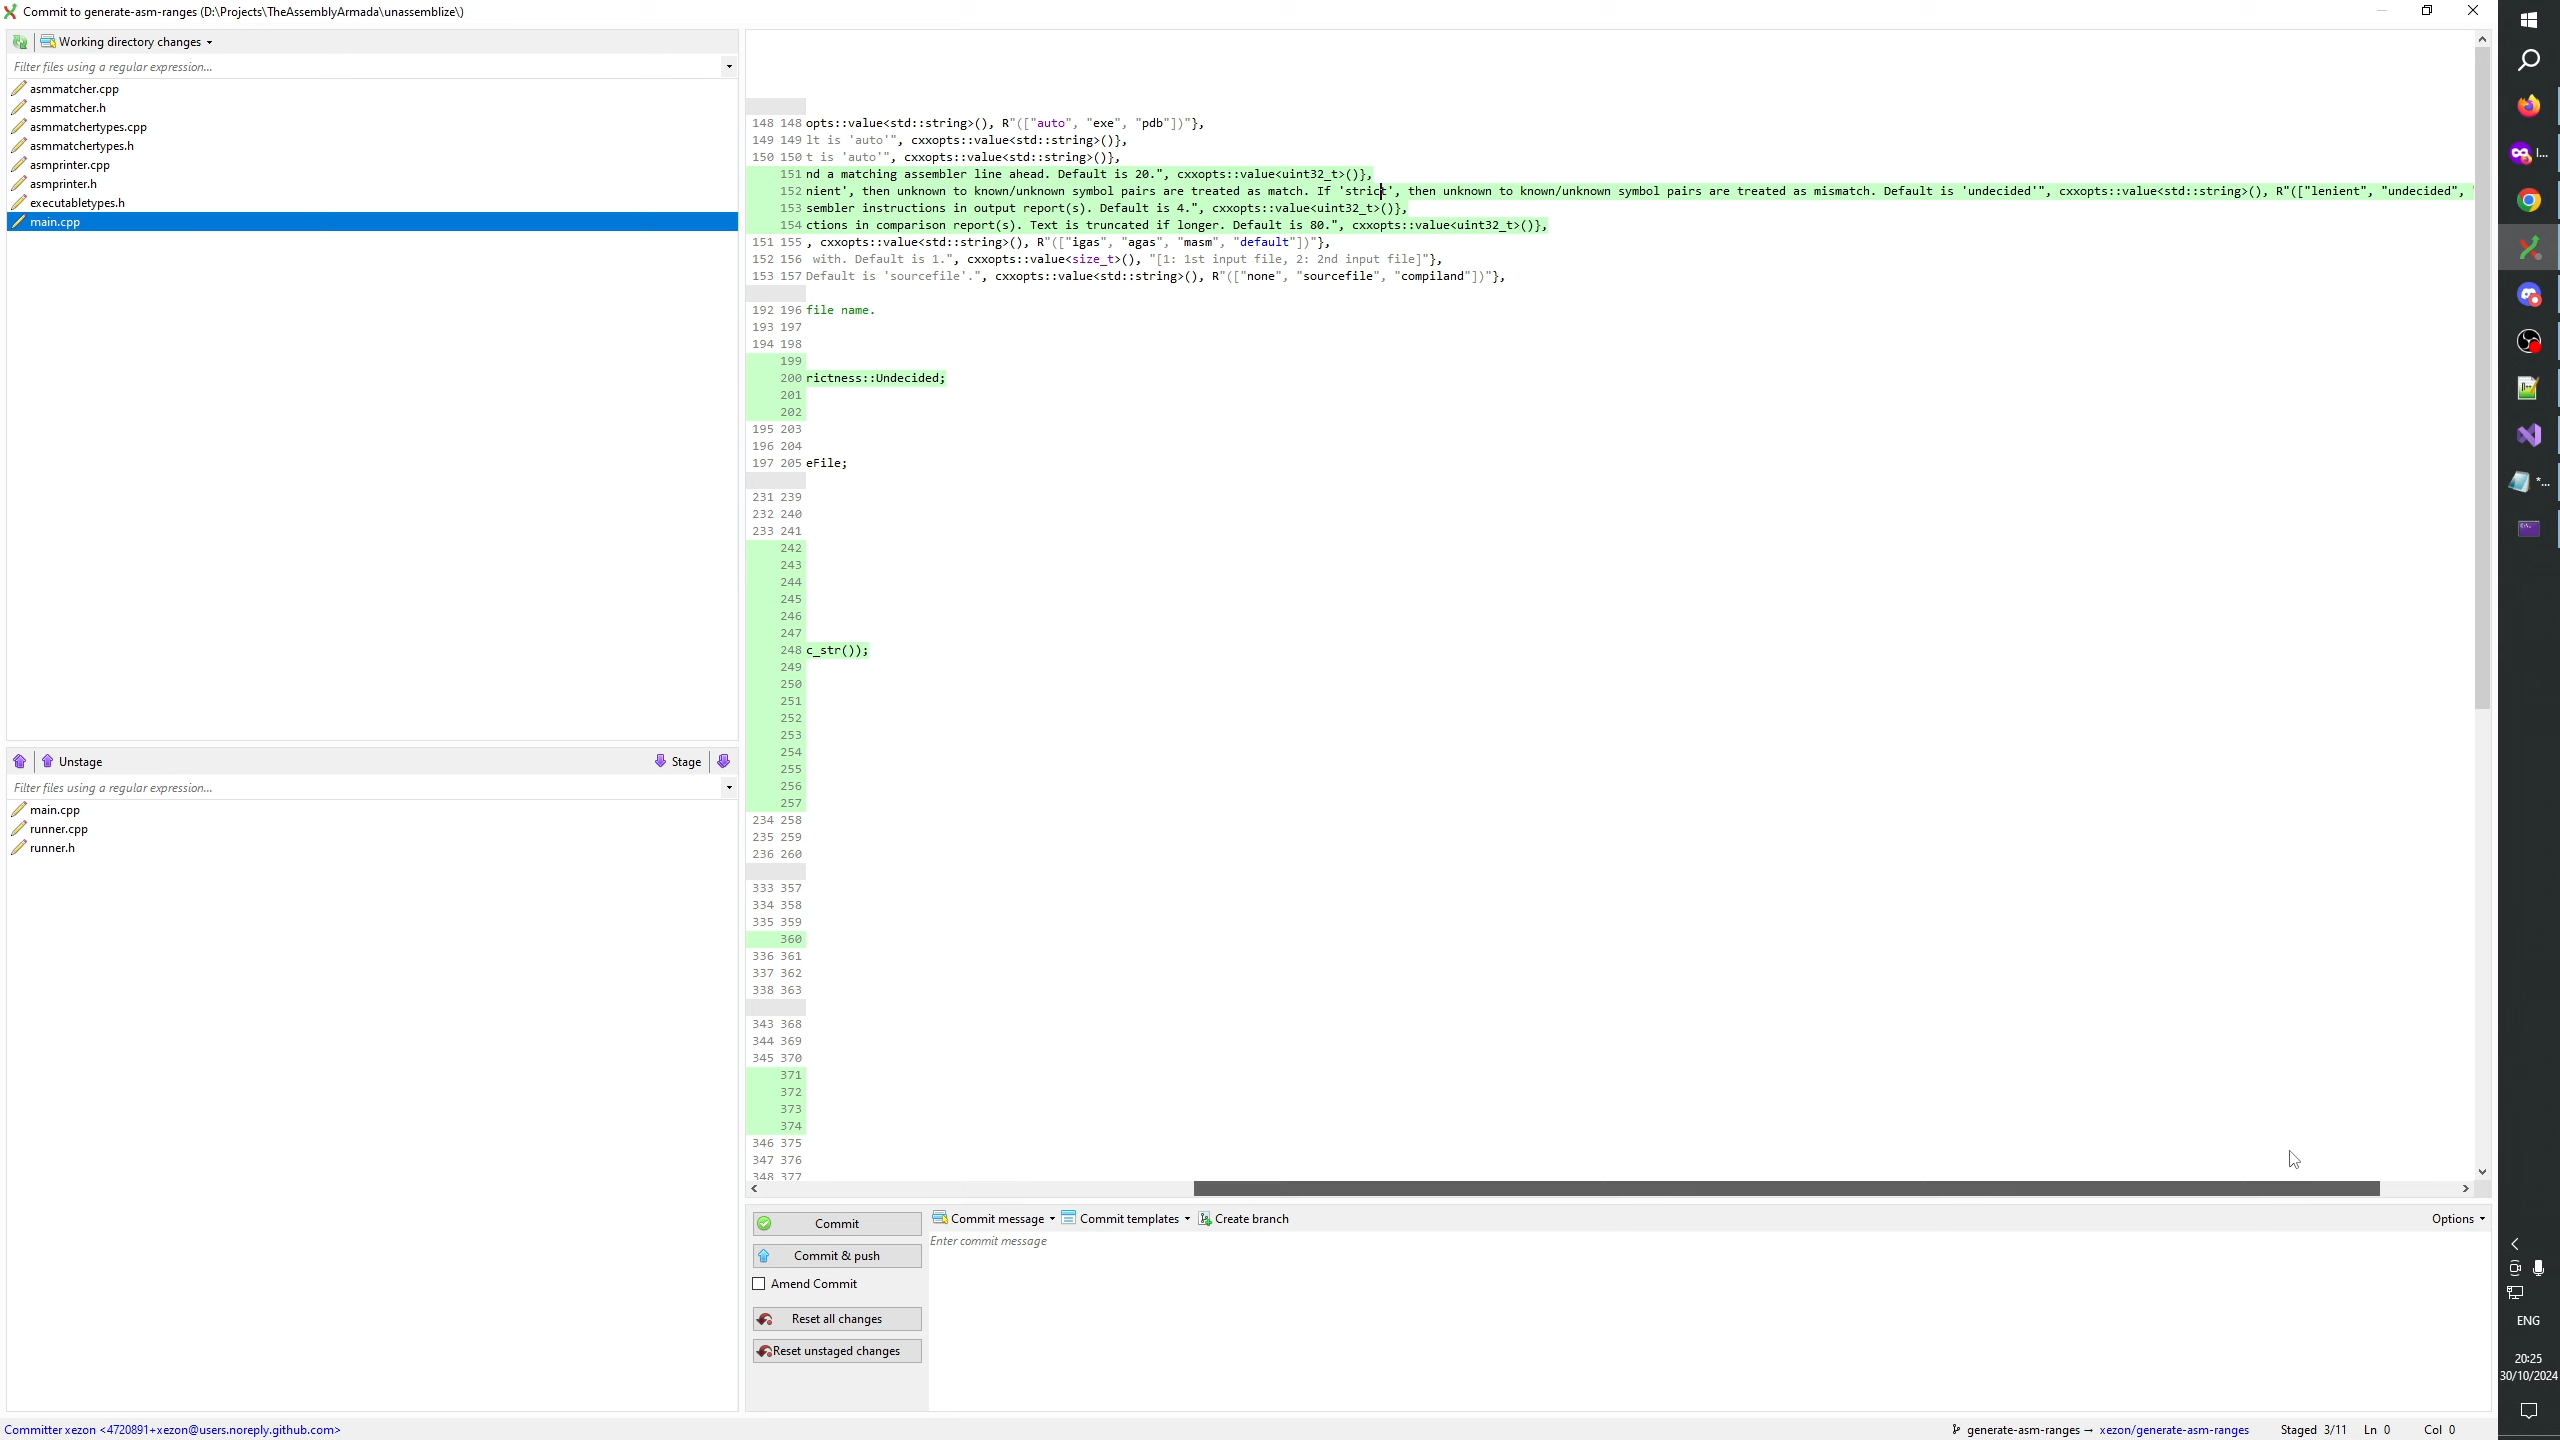 Commit to generate-asm-ranges (D:\Projects\TheAssemblyArmada\unassemblize\)
Working directory changes
Filter files using a regular expression...
asmmatcher.cpp
asmmatcher.h
asmmatchertypes.cpp
asmmatchertypes.h
asmprinter.cpp
asmprinter.h
executabletypes.h
main.cpp
Unstage
Stage
Filter files using a regular expression...
main.cpp
runner.cpp
runner.h
148 148 opts::value<std::string>(), R"(["auto", "exe", "pdb"])"},
149 149 lt is 'auto'", cxxopts::value<std::string>()},
150 150 t is 'auto'", cxxopts::value<std::string>()},
151 nd a matching assembler line ahead. Default is 20.", cxxopts::value<uint32_t>()},
152 nient', then unknown to known/unknown symbol pairs are treated as match. If 'strict', then unknown to known/unknown symbol pairs are treated as mismatch. Default is 'undecided'", cxxopts::value<std::string>(), R"(["lenient", "undecided", "
153 sembler instructions in output report(s). Default is 4.", cxxopts::value<uint32_t>()},
154 ctions in comparison report(s). Text is truncated if longer. Default is 80.", cxxopts::value<uint32_t>()},
151 155 , cxxopts::value<std::string>(), R"(["igas", "agas", "masm", "default"])"},
152 156 with. Default is 1.", cxxopts::value<size_t>(), "[1: 1st input file, 2: 2nd input file]"},
153 157 Default is 'sourcefile'.", cxxopts::value<std::string>(), R"(["none", "sourcefile", "compiland"])"},
192 196 file name.
193 197
194 198
199
200 rictness::Undecided;
201
202
195 203
196 204
197 205 eFile;
231 239
232 240
233 241
242
243
244
245
246
247
248 c_str());
249
250
251
252
253
254
255
256
257
234 258
235 259
236 260
333 357
334 358
335 359
360
336 361
337 362
338 363
343 368
344 369
345 370
371
372
373
374
346 375
347 376
348 377
Commit
Commit & push
Amend Commit
Reset all changes
Reset unstaged changes
Commit message
Commit templates
Create branch
Options
Enter commit message
Committer xezon <4720891+xezon@users.noreply.github.com>
generate-asm-ranges → xezon/generate-asm-ranges
Staged 3/11
Ln 0
Col 0
I...
*...
ENG
20:25
30/10/2024